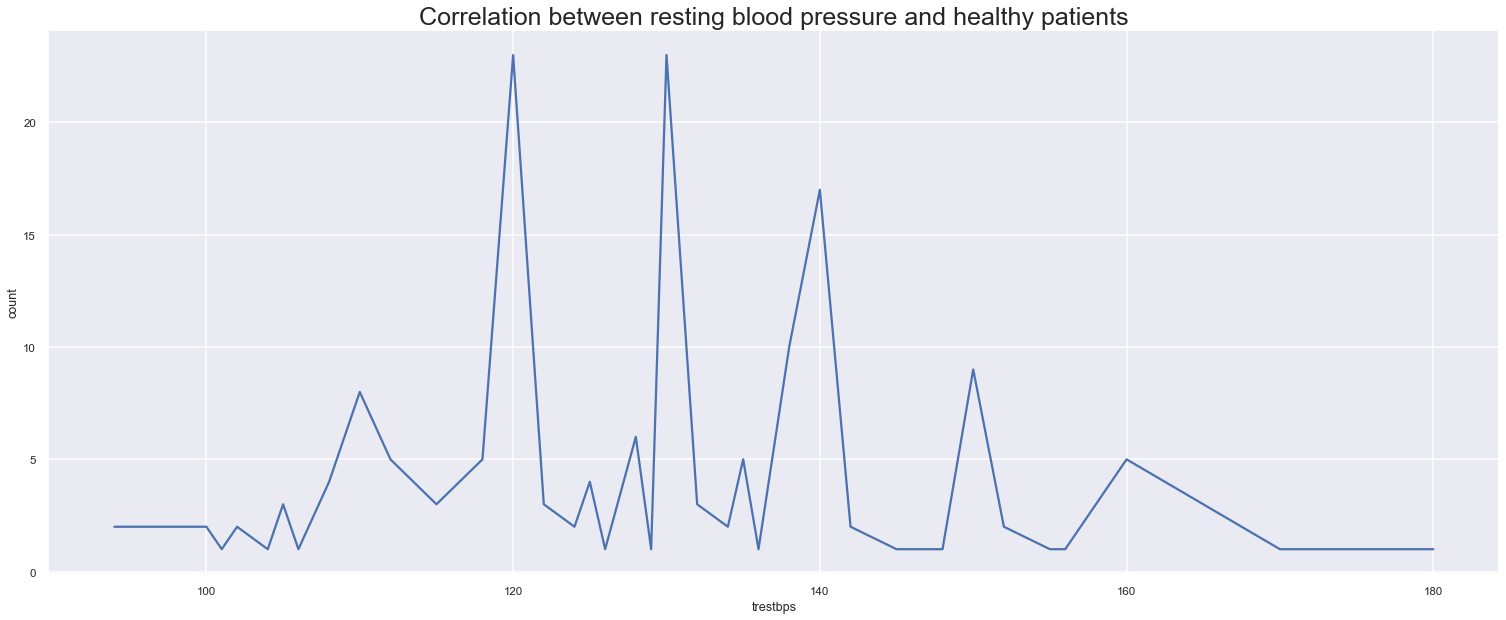 Correlation between resting blood pressure and healthy patients
20
15
10
5
0
count
100 120 140 160 180
trestbps